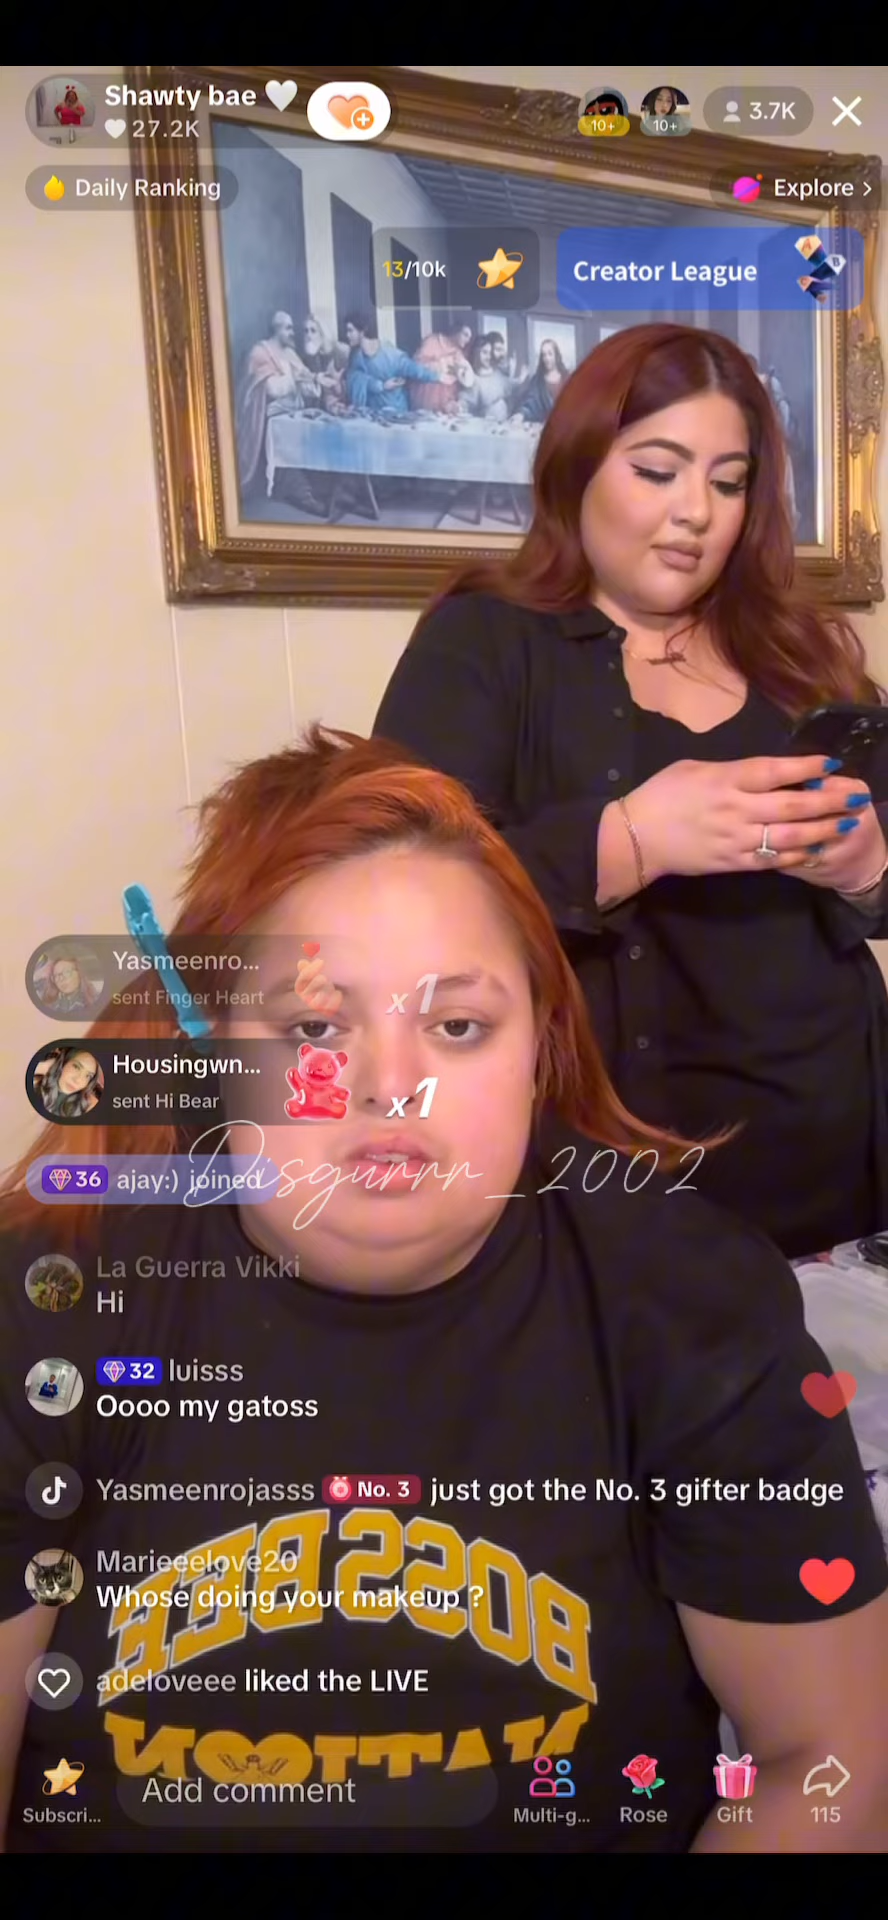 Shawty bae 🤍
27.2K
10+
10+
3.7K
Daily Ranking
Explore >
13/10k
Creator League
Yasmeenro...
sent Finger Heart
x1
Housingwn...
sent Hi Bear
x1
36 ajay:) joined
Disgurrr_2002
La Guerra Vikki
Hi
32 luisss
Oooo my gatoss
Yasmeenrojasss No. 3 just got the No. 3 gifter badge
Marieeelove20
Whose doing your makeup ?
BOSS BEE
NATION
adeloveee liked the LIVE
Add comment
Subscri...
Multi-g...
Rose
Gift
115